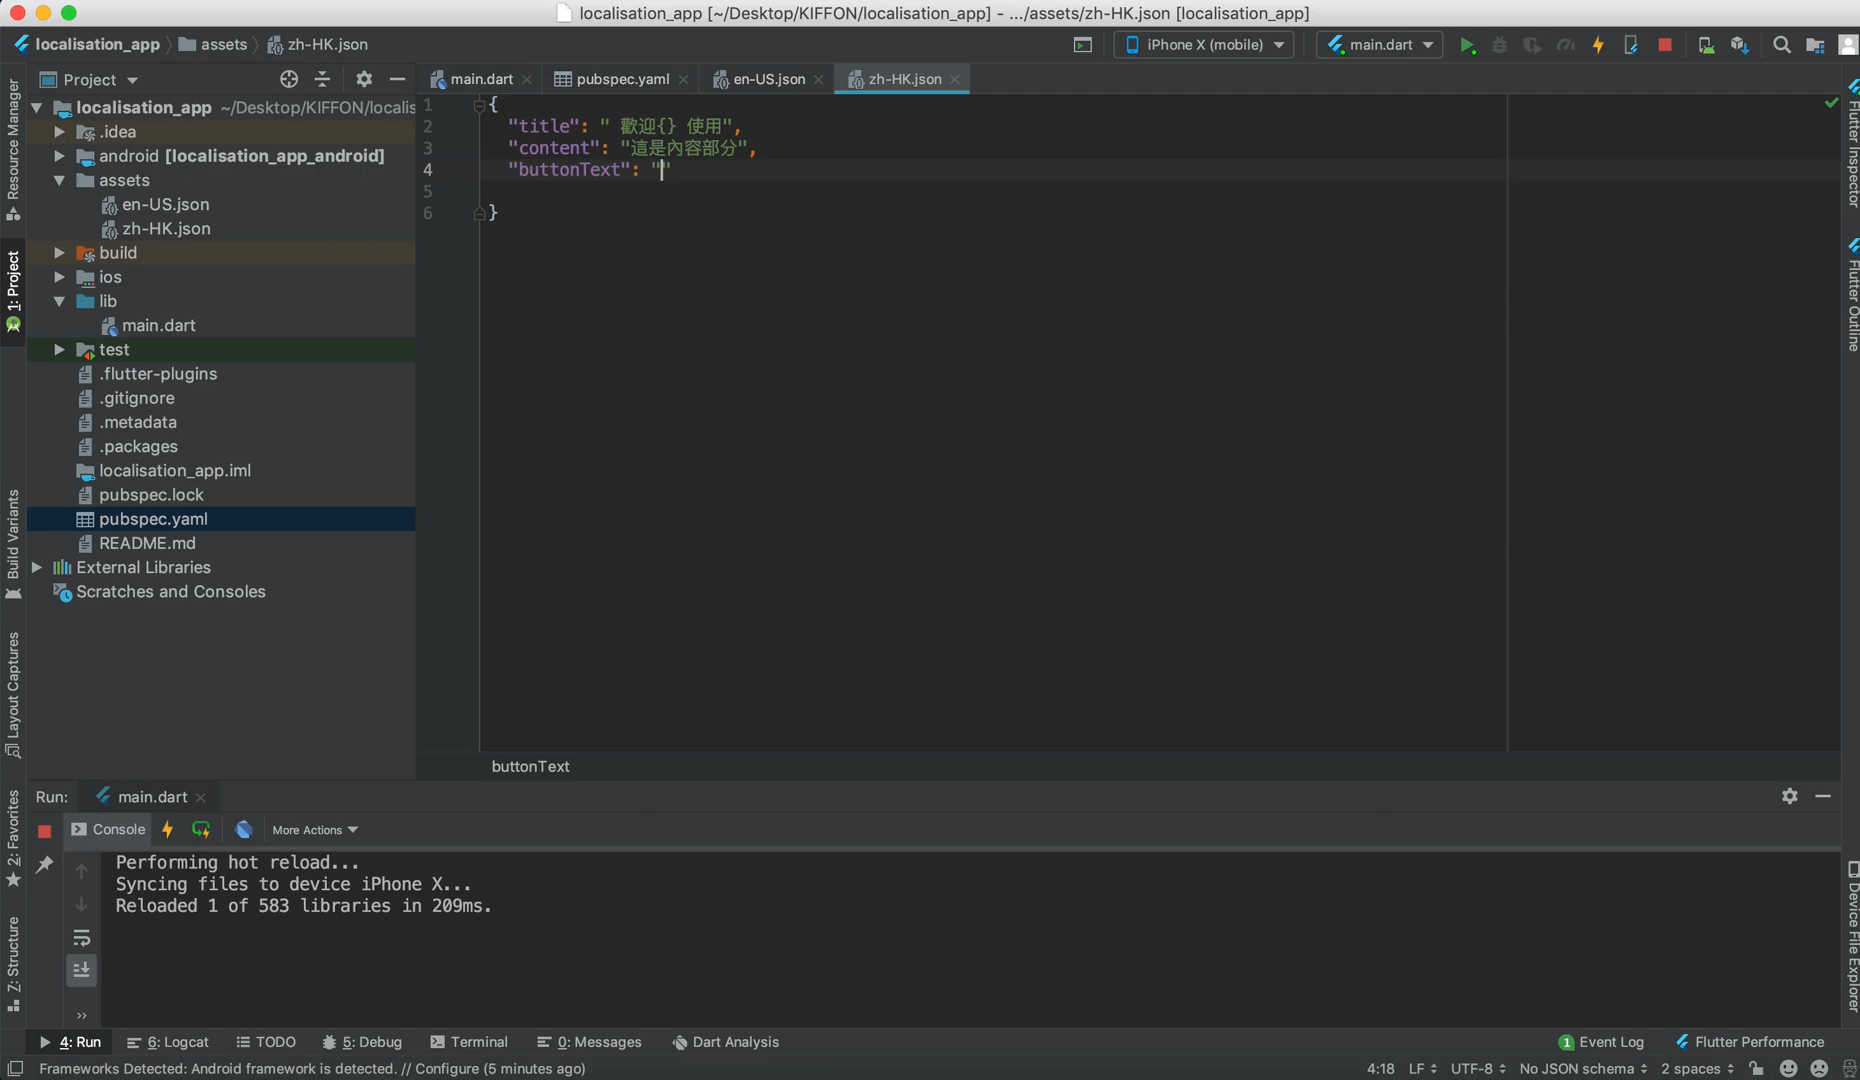 localisation_app [~/Desktop/KIFFON/localisation_app] - .../assets/zh-HK.json [localisation_app]
localisation_app
assets
zh-HK.json
iPhone X (mobile)
main.dart
Project
main.dart
pubspec.yaml
en-US.json
zh-HK.json
localisation_app ~/Desktop/KIFFON/localis
.idea
android [localisation_app_android]
assets
en-US.json
zh-HK.json
build
ios
lib
main.dart
test
.flutter-plugins
.gitignore
.metadata
.packages
localisation_app.iml
pubspec.lock
pubspec.yaml
README.md
External Libraries
Scratches and Consoles
Resource Manager
1: Project
Build Variants
Layout Captures
2: Favorites
Z: Structure
1 {
2 "title": " 歡迎{} 使用",
3 "content": "這是內容部分",
4 "buttonText": ""
5
6 }
buttonText
Flutter Inspector
Flutter Outline
Device File Explorer
Run:
main.dart
Console
More Actions
Performing hot reload...
Syncing files to device iPhone X...
Reloaded 1 of 583 libraries in 209ms.
4: Run
6: Logcat
TODO
5: Debug
Terminal
0: Messages
Dart Analysis
1 Event Log
Flutter Performance
Frameworks Detected: Android framework is detected. // Configure (5 minutes ago)
4:18
LF
UTF-8
No JSON schema
2 spaces